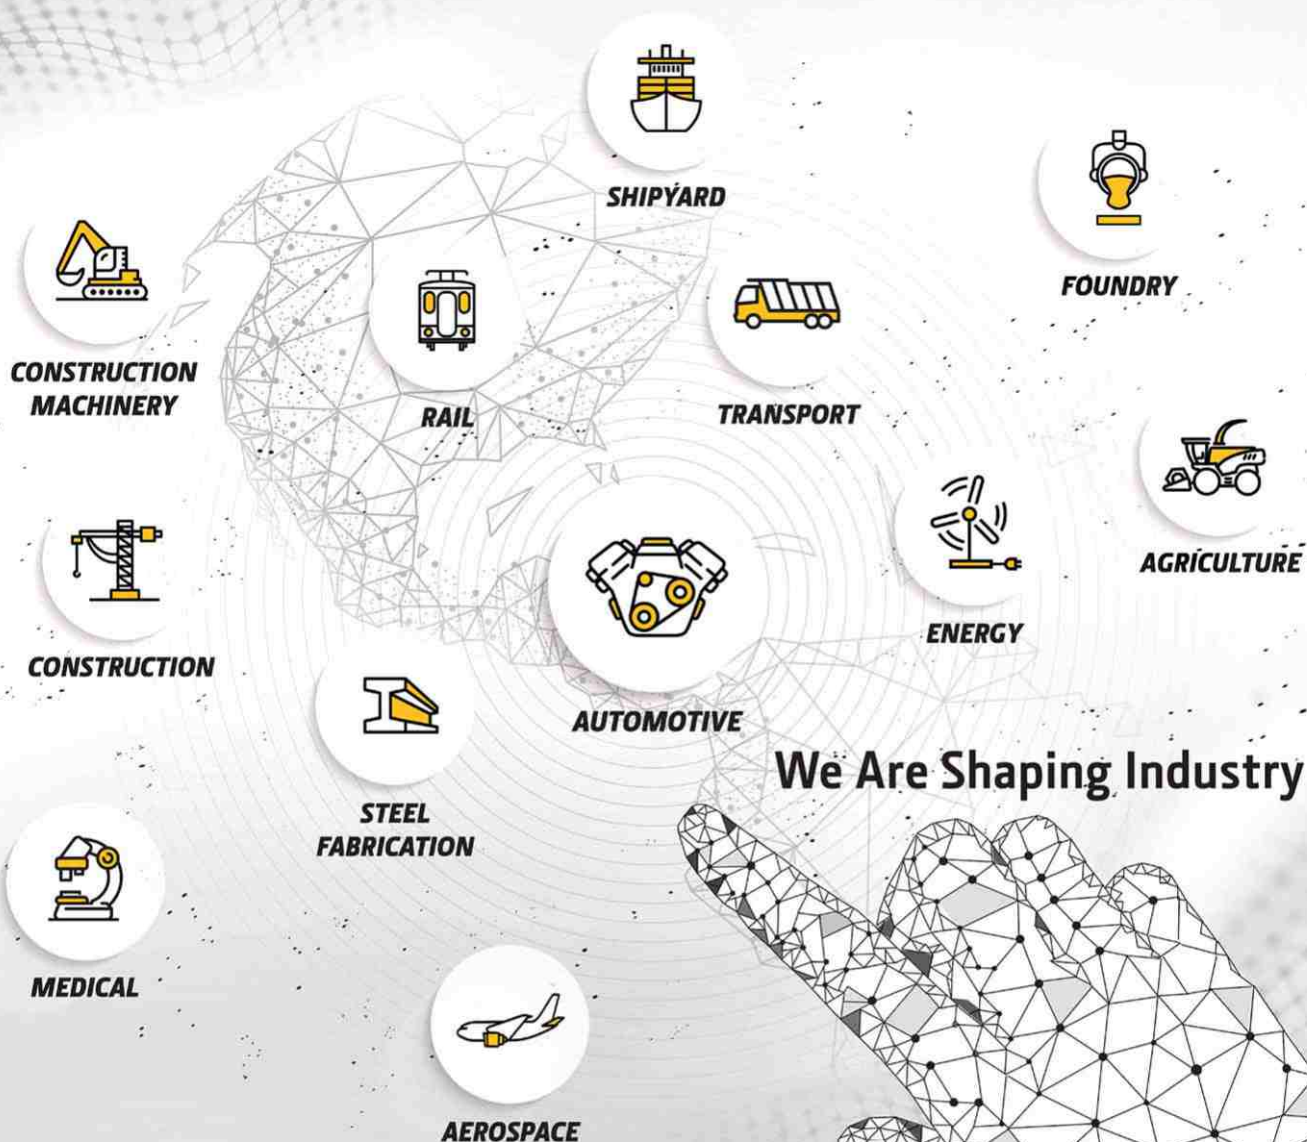 SHIPYARD
FOUNDRY
CONSTRUCTION
MACHINERY
RAIL
TRANSPORT
AGRICULTURE
ENERGY
CONSTRUCTION
AUTOMOTIVE
We Are Shaping Industry
STEEL
FABRICATION
MEDICAL
AEROSPACE